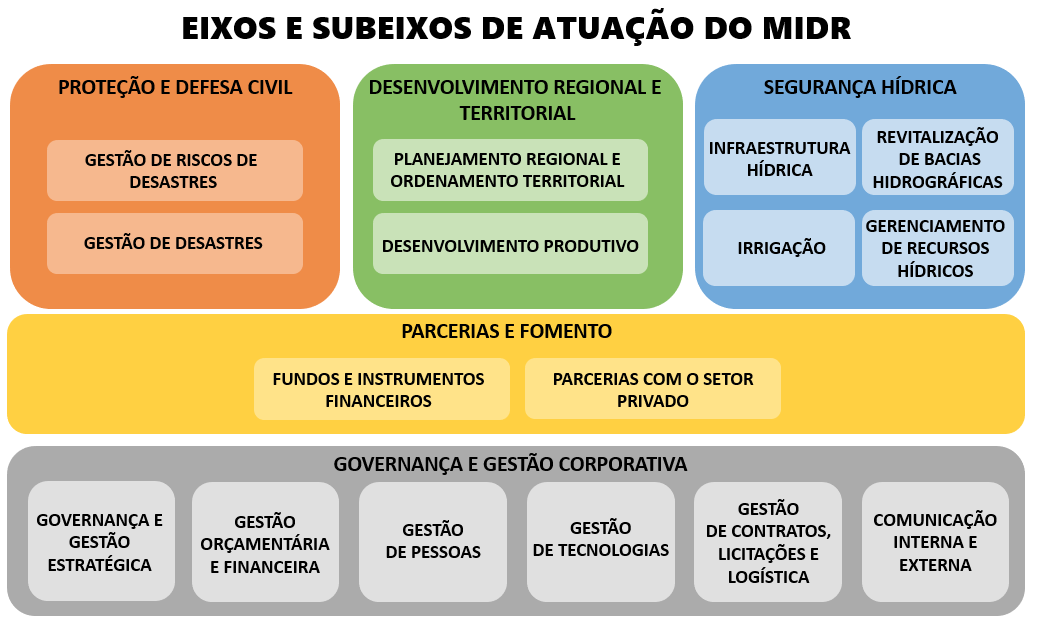 EIXOS E SUBEIXOS DE ATUAÇÃO DO MIDR
PROTEÇÃO E DEFESA CIVIL
GESTÃO DE RISCOS DE
DESASTRES
GESTÃO DE DESASTRES
DESENVOLVIMENTO REGIONAL E
TERRITORIAL
PLANEJAMENTO REGIONAL E
ORDENAMENTO TERRITORIAL
DESENVOLVIMENTO PRODUTIVO
SEGURANÇA HÍDRICA
INFRAESTRUTURA
HÍDRICA
REVITALIZAÇÃO
DE BACIAS
HIDROGRÁFICAS
IRRIGAÇÃO
GERENCIAMENTO
DE RECURSOS
HÍDRICOS
PARCERIAS E FOMENTO
FUNDOS E INSTRUMENTOS
FINANCEIROS
PARCERIAS COM O SETOR
PRIVADO
GOVERNANÇA E GESTÃO CORPORATIVA
GOVERNANÇA E
GESTÃO
ESTRATÉGICA
GESTÃO
ORÇAMENTÁRIA
E FINANCEIRA
GESTÃO
DE PESSOAS
GESTÃO
DE TECNOLOGIAS
GESTÃO
DE CONTRATOS,
LICITAÇÕES E
LOGÍSTICA
COMUNICAÇÃO
INTERNA E
EXTERNA